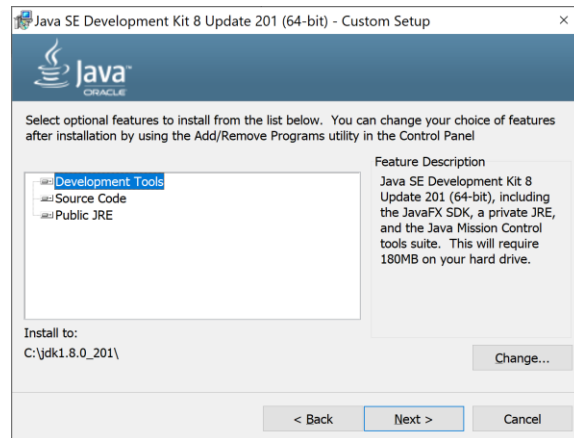 Java SE Development Kit 8 Update 201 (64-bit) - Custom Setup
Java™
ORACLE
Select optional features to install from the list below. You can change your choice of features
after installation by using the Add/Remove Programs utility in the Control Panel
Development Tools
Source Code
Public JRE
Feature Description
Java SE Development Kit 8
Update 201 (64-bit), including
the JavaFX SDK, a private JRE,
and the Java Mission Control
tools suite. This will require
180MB on your hard drive.
Install to:
C:\jdk1.8.0_201\
Change...
< Back
Next >
Cancel